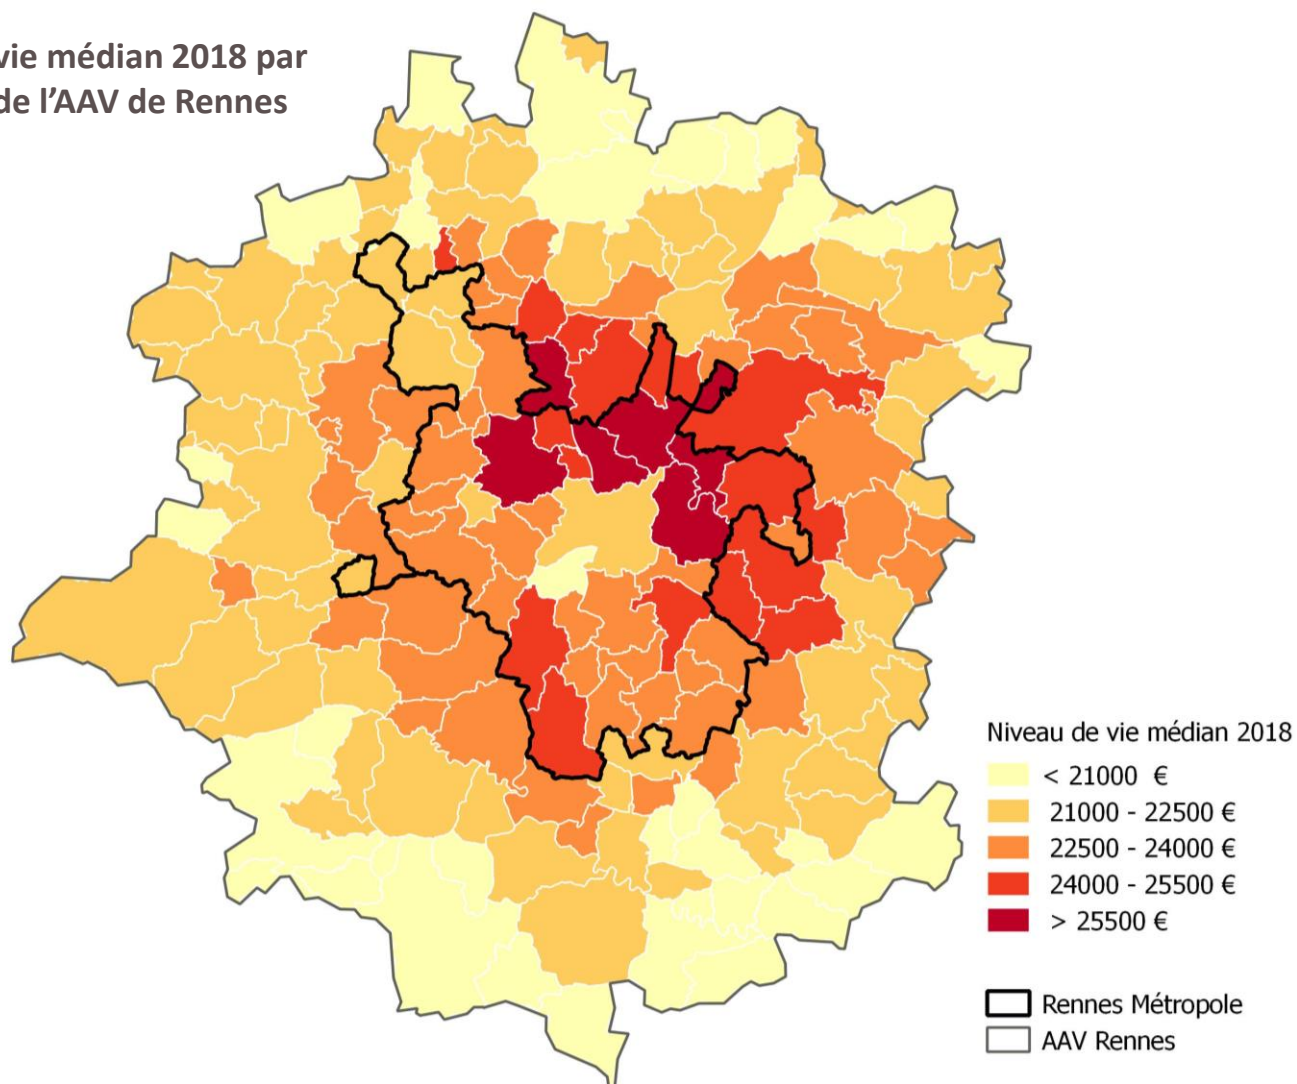 vie médian 2018 par
de l’AAV de Rennes
Niveau de vie médian 2018
< 21000 €
21000 - 22500 €
22500 - 24000 €
24000 - 25500 €
> 25500 €
Rennes Métropole
AAV Rennes